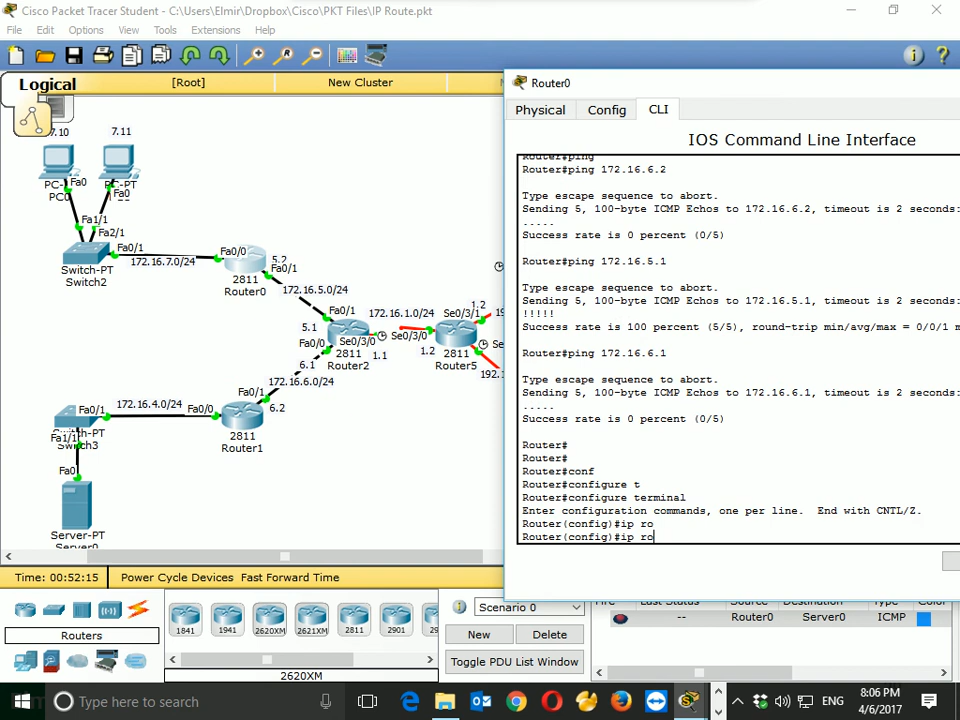 Cisco Packet Tracer Student - C:\Users\Elmir\Dropbox\Cisco\PKT Files\IP Route.pkt
File Edit Options View Tools Extensions Help
Logical
[Root]
New Cluster
7.10
7.11
Fa0
PC0
Fa0
Fa1/1
Fa2/1
Fa0/1
172.16.7.0/24
Switch-PT
Switch2
Fa0/0
5.2
Fa0/1
2811
Router0
172.16.5.0/24
Fa0/1
5.1
Fa0/0
Se0/3/0
2811
Router2
1.1
172.16.1.0/24
Se0/3/0
Se0/3/1
1.2
1.2
2811
Router5
6.1
172.16.6.0/24
Fa0/1
6.2
172.16.4.0/24
Fa0/0
2811
Router1
Fa0/1
Switch-PT
Switch3
Fa1/1
Fa0
Server-PT
Server0
Router0
Physical Config CLI
IOS Command Line Interface
Router#ping
Router#ping 172.16.6.2
Type escape sequence to abort.
Sending 5, 100-byte ICMP Echos to 172.16.6.2, timeout is 2 seconds:
.....
Success rate is 0 percent (0/5)
Router#ping 172.16.5.1
Type escape sequence to abort.
Sending 5, 100-byte ICMP Echos to 172.16.5.1, timeout is 2 seconds:
!!!!!
Success rate is 100 percent (5/5), round-trip min/avg/max = 0/0/1 m
Router#ping 172.16.6.1
Type escape sequence to abort.
Sending 5, 100-byte ICMP Echos to 172.16.6.1, timeout is 2 seconds:
.....
Success rate is 0 percent (0/5)
Router#
Router#
Router#conf
Router#configure t
Router#configure terminal
Enter configuration commands, one per line. End with CNTL/Z.
Router(config)#ip ro
Router(config)#ip ro
Time: 00:52:15
Power Cycle Devices Fast Forward Time
Routers
1841
1941
2620XM
2621XM
2811
2901
2620XM
Scenario 0
New
Delete
Toggle PDU List Window
Fire Last Status Source Destination Type Color
-- Router0 Server0 ICMP
Type here to search
ENG
8:06 PM
4/6/2017